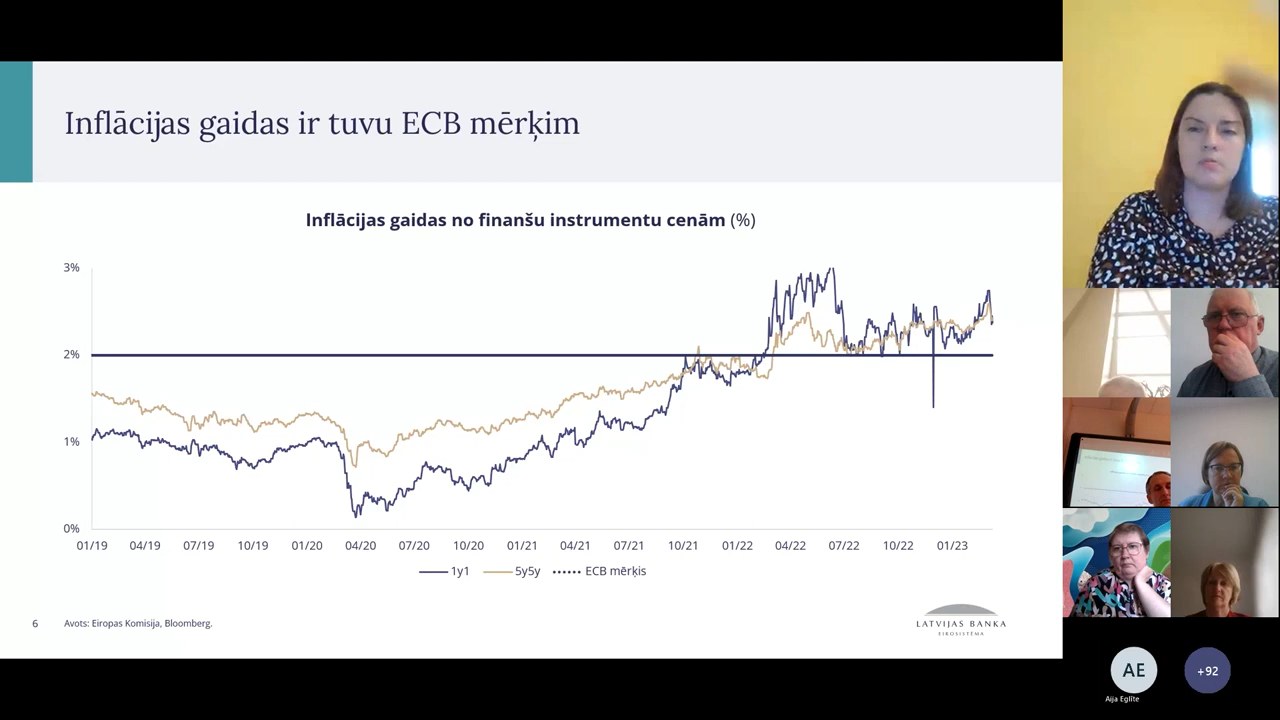 Inflācijas gaidas ir tuvu ECB mērķim
Inflācijas gaidas no finanšu instrumentu cenām (%)
3%
2%
1%
0%
01/19 04/19 07/19 10/19 01/20 04/20 07/20 10/20 01/21 04/21 07/21 10/21 01/22 04/22 07/22 10/22 01/23
1y1 5y5y ECB mērķis
6 Avots: Eiropas Komisija, Bloomberg.
LATVIJAS BANKA
EIROSISTĒMA
AE
+92
Aija Eglīte